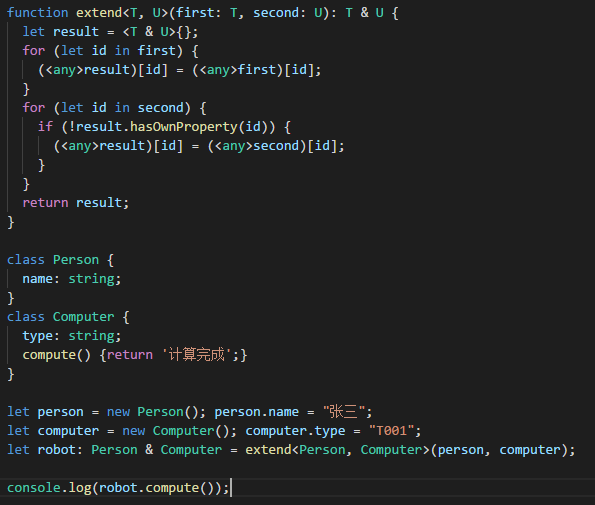 function extend<T, U>(first: T, second: U): T & U {
  let result = <T & U>{};
  for (let id in first) {
    (<any>result)[id] = (<any>first)[id];
  }
  for (let id in second) {
    if (!result.hasOwnProperty(id)) {
      (<any>result)[id] = (<any>second)[id];
    }
  }
  return result;
}

class Person {
  name: string;
}
class Computer {
  type: string;
  compute() {return '计算完成';}
}

let person = new Person(); person.name = "张三";
let computer = new Computer(); computer.type = "T001";
let robot: Person & Computer = extend<Person, Computer>(person, computer);

console.log(robot.compute());